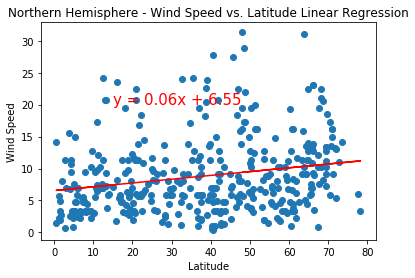 Northern Hemisphere - Wind Speed vs. Latitude Linear Regression
30
25
20
15
10
5
0
Wind Speed
y = 0.06x + 6.55
0 10 20 30 40 50 60 70 80
Latitude